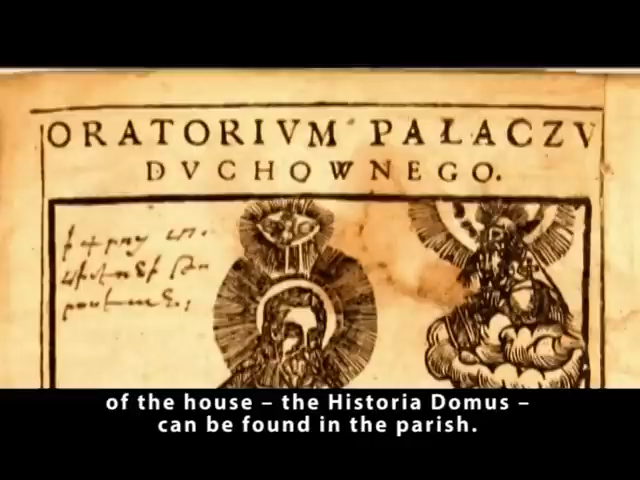 ORATORIVM PAŁACZV
DVCHOWNEGO.
of the house – the Historia Domus –
can be found in the parish.